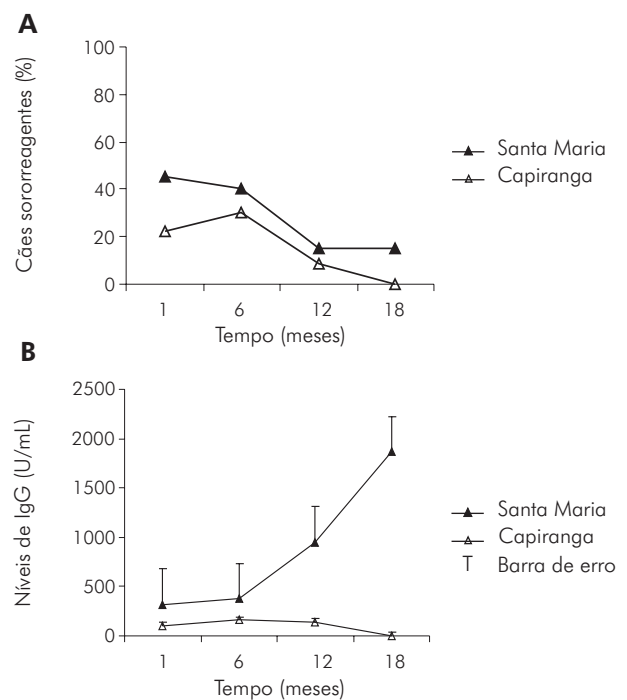 A
Cães sororreagentes (%)
100
80
60
40
20
0
1 6 12 18
Tempo (meses)
Santa Maria
Capiranga
B
Níveis de IgG (U/mL)
2500
2000
1500
1000
500
0
1 6 12 18
Tempo (meses)
Santa Maria
Capiranga
Barra de erro